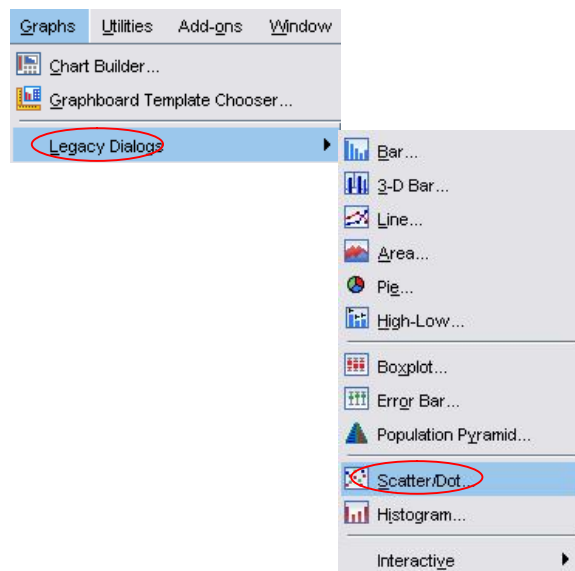 Graphs Utilities Add-ons Window
Chart Builder...
Graphboard Template Chooser...
Legacy Dialogs
Bar...
3-D Bar...
Line...
Area...
Pie...
High-Low...
Boxplot...
Error Bar...
Population Pyramid...
Scatter/Dot...
Histogram...
Interactive